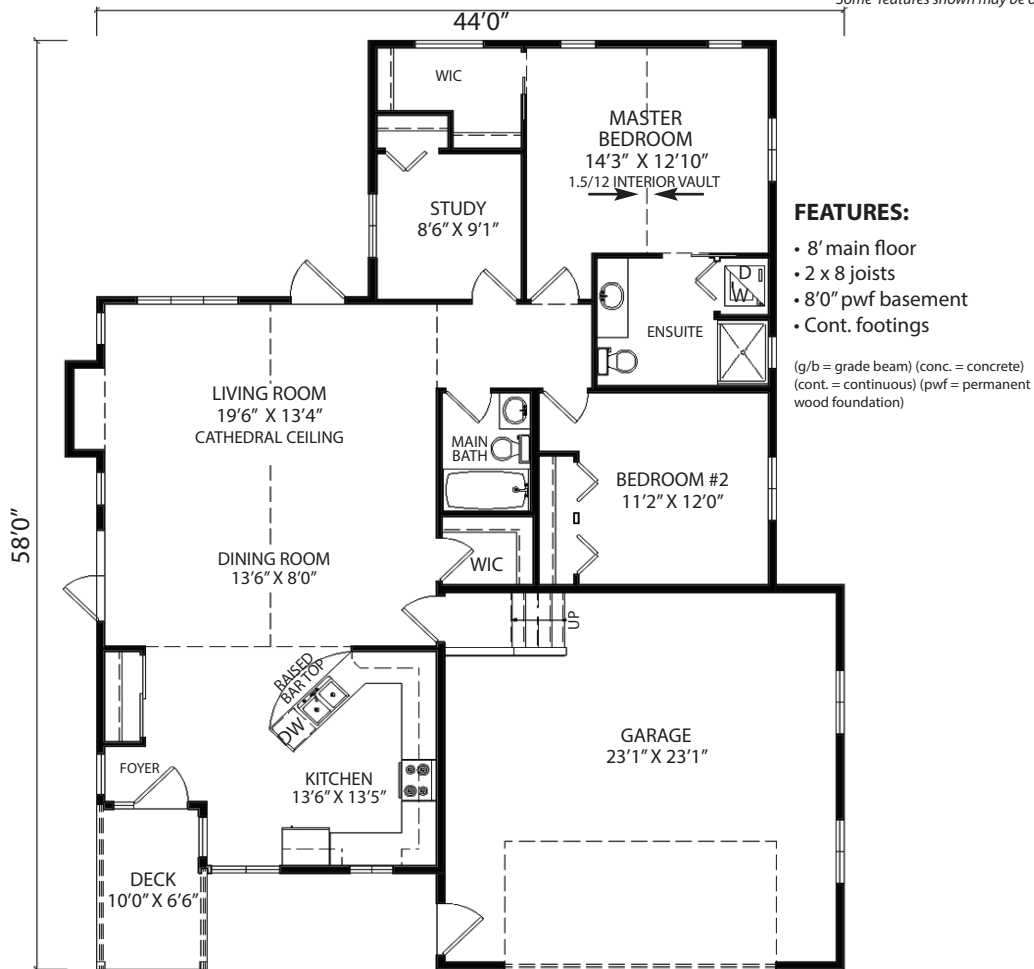 Some features shown may be o
44’0”
58’0”
WIC
MASTER
BEDROOM
14’3” X 12’10”
1.5/12 INTERIOR VAULT
STUDY
8’6” X 9’1”
D
W
ENSUITE
LIVING ROOM
19’6” X 13’4”
CATHEDRAL CEILING
MAIN
BATH
BEDROOM #2
11’2” X 12’0”
DINING ROOM
13’6” X 8’0”
WIC
UP
RAISED
BAR TOP
DW
FOYER
KITCHEN
13’6” X 13’5”
GARAGE
23’1” X 23’1”
DECK
10’0” X 6’6”
FEATURES:
• 8’ main floor
• 2 x 8 joists
• 8’0” pwf basement
• Cont. footings
(g/b = grade beam) (conc. = concrete)
(cont. = continuous) (pwf = permanent
wood foundation)